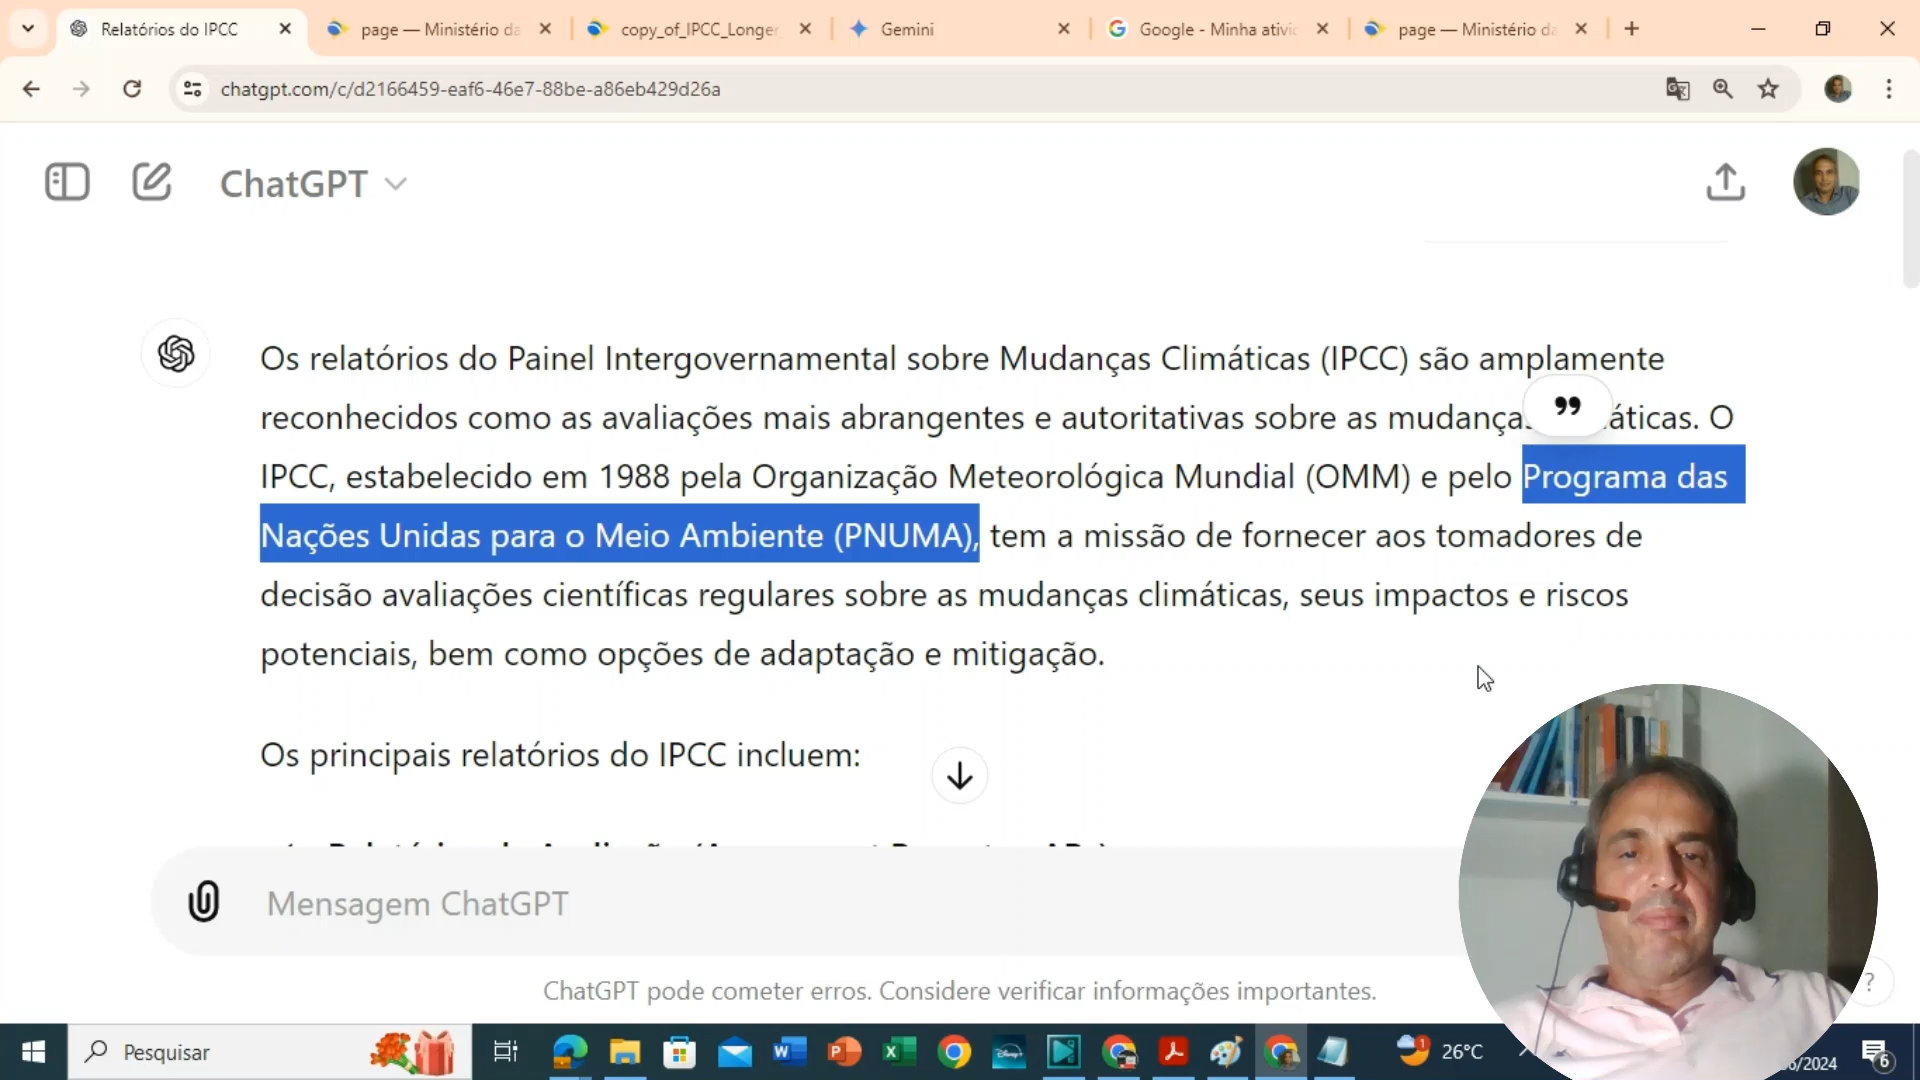 Relatórios do IPCC
page — Ministério da
copy_of_IPCC_Longer
Gemini
Google - Minha ativid
page — Ministério da
chatgpt.com/c/d2166459-eaf6-46e7-88be-a86eb429d26a
ChatGPT
Os relatórios do Painel Intergovernamental sobre Mudanças Climáticas (IPCC) são amplamente
reconhecidos como as avaliações mais abrangentes e autoritativas sobre as mudanças áticas. O
IPCC, estabelecido em 1988 pela Organização Meteorológica Mundial (OMM) e pelo Programa das
Nações Unidas para o Meio Ambiente (PNUMA), tem a missão de fornecer aos tomadores de
decisão avaliações científicas regulares sobre as mudanças climáticas, seus impactos e riscos
potenciais, bem como opções de adaptação e mitigação.
Os principais relatórios do IPCC incluem:
Mensagem ChatGPT
ChatGPT pode cometer erros. Considere verificar informações importantes.
?
Pesquisar
26°C
/2024
6